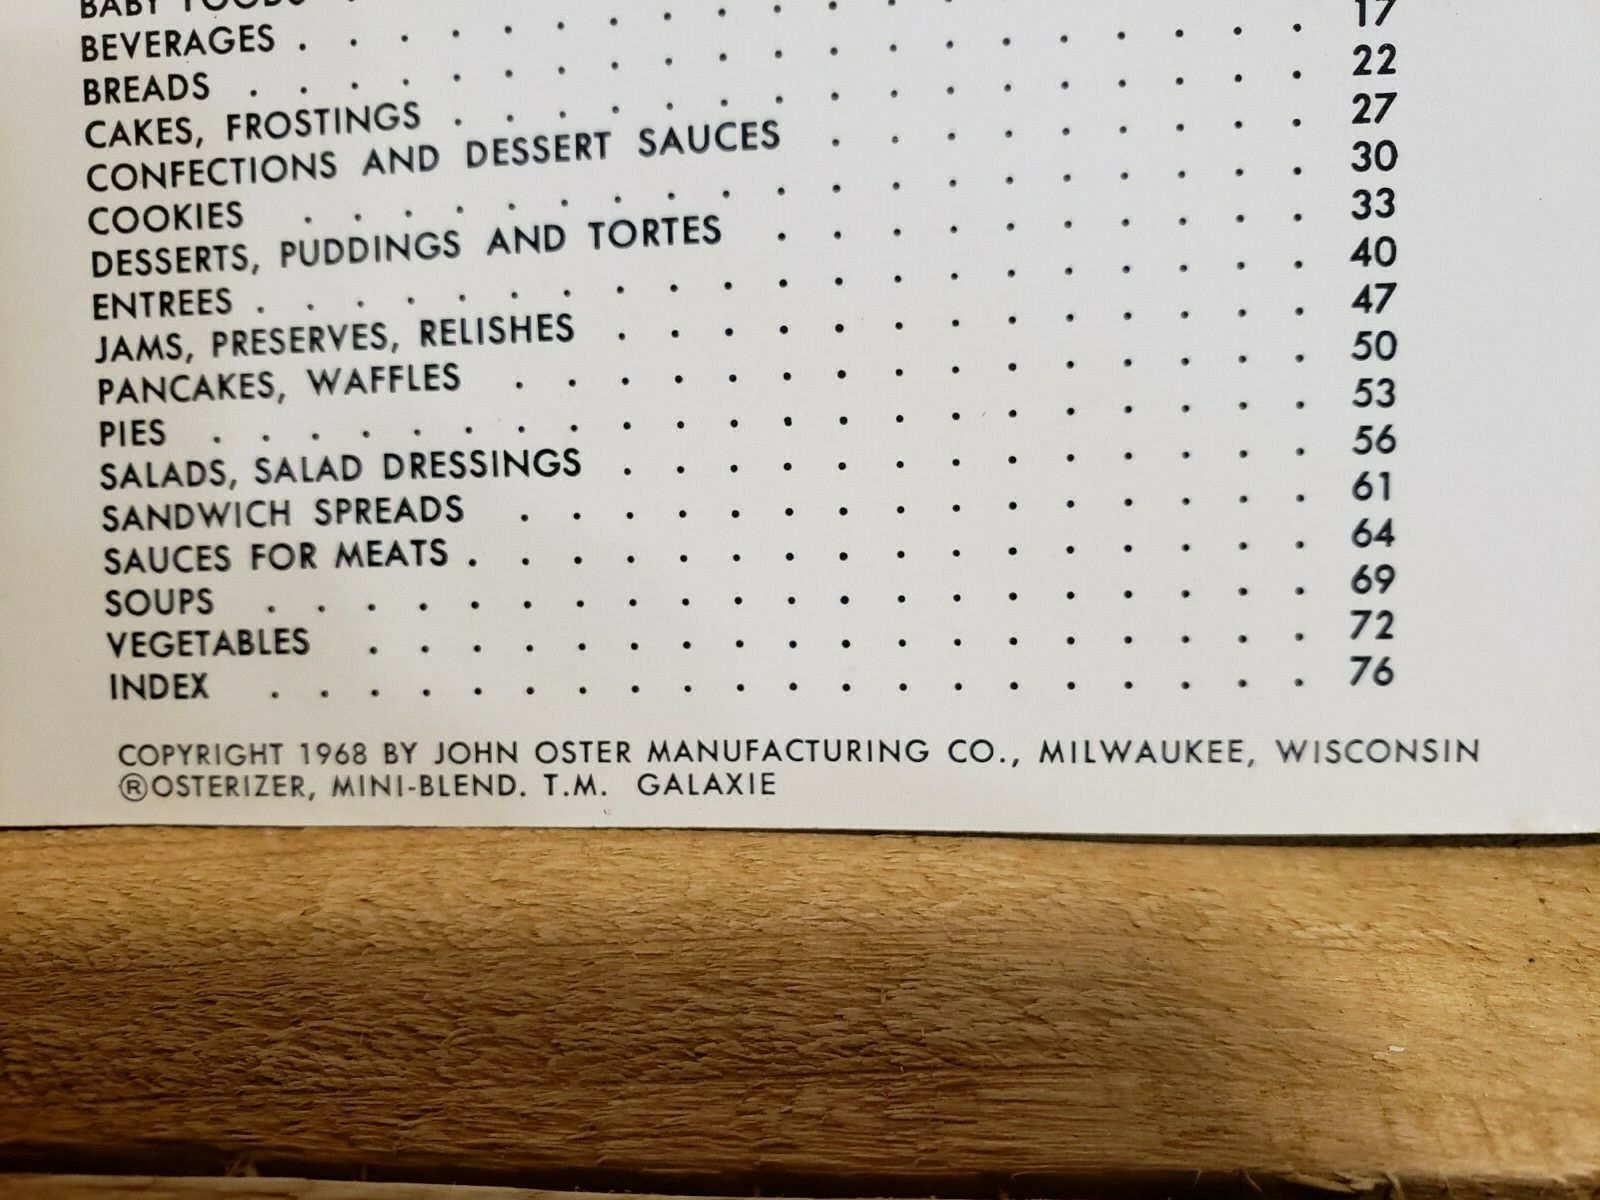 BABY FOODS .
BEVERAGES . . . . . . . . . .
BREADS . . . . . . . . . . . . . . . . . . . . 17
CAKES, FROSTINGS . . . . . . . . . . . . . . . . 22
CONFECTIONS AND DESSERT SAUCES . . . . . . . . . 27
COOKIES . . . . . . . . . . . . . . . . . . . 30
DESSERTS, PUDDINGS AND TORTES . . . . . . . . . . 33
ENTREES . . . . . . . . . . . . . . . . . . . . 40
JAMS, PRESERVES, RELISHES . . . . . . . . . . . . . 47
PANCAKES, WAFFLES . . . . . . . . . . . . . . . 50
PIES . . . . . . . . . . . . . . . . . . . . . 53
SALADS, SALAD DRESSINGS . . . . . . . . . . . . . 56
SANDWICH SPREADS . . . . . . . . . . . . . . . 61
SAUCES FOR MEATS . . . . . . . . . . . . . . . . 64
SOUPS . . . . . . . . . . . . . . . . . . . . 69
VEGETABLES . . . . . . . . . . . . . . . . . . 72
INDEX . . . . . . . . . . . . . . . . . . . . 76
COPYRIGHT 1968 BY JOHN OSTER MANUFACTURING CO., MILWAUKEE, WISCONSIN
®OSTERIZER, MINI-BLEND. T.M. GALAXIE